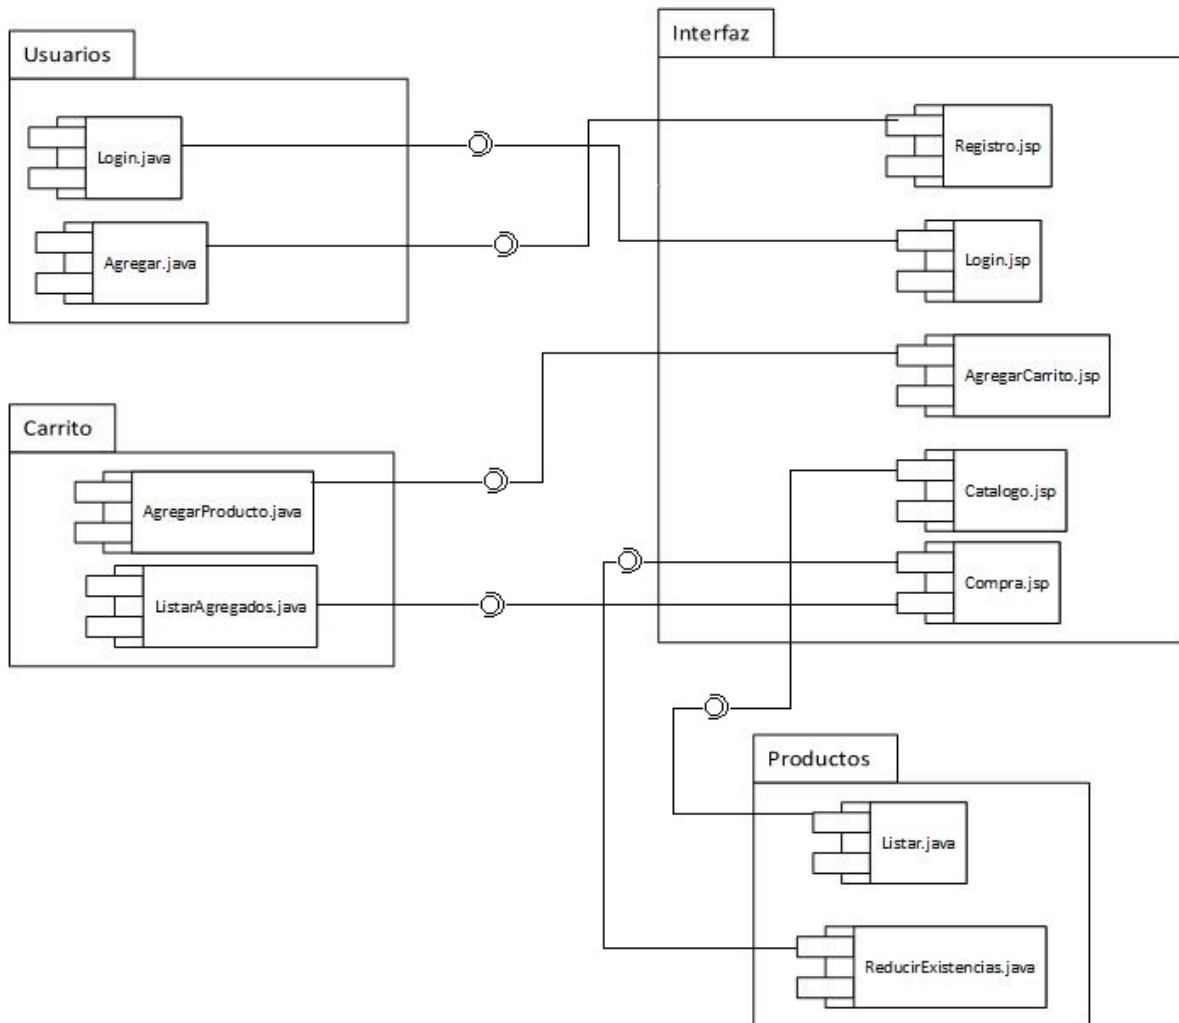 Usuarios
Login.java
Agregar.java
Interfaz
Registro.jsp
Login.jsp
AgregarCarrito.jsp
Catalogo.jsp
Compra.jsp
Carrito
AgregarProducto.java
ListarAgregados.java
Productos
Listar.java
ReducirExistencias.java